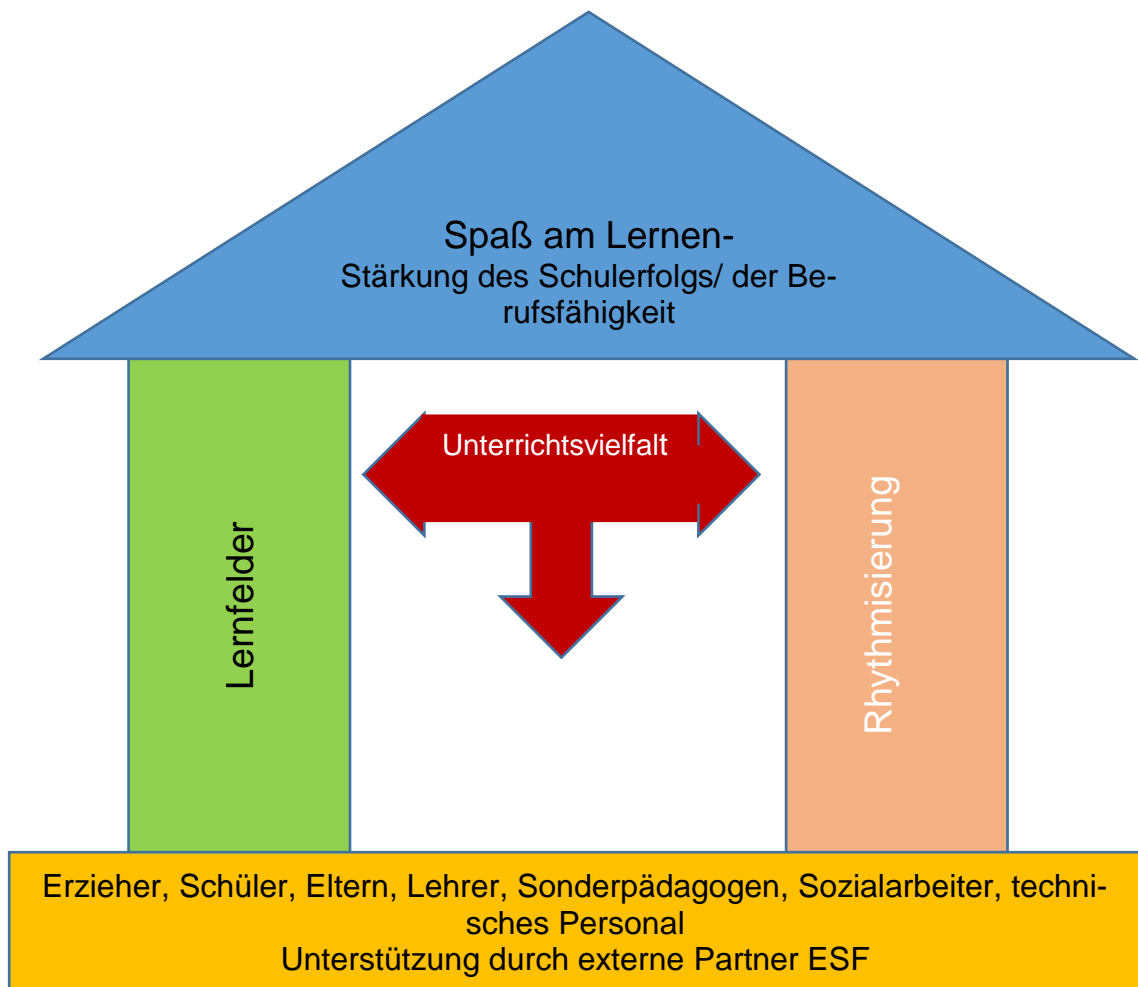 Spaß am Lernen-
Stärkung des Schulerfolgs/ der Be-
rufsfähigkeit
Unterrichtsvielfalt
Lernfelder
Rhythmisierung
Erzieher, Schüler, Eltern, Lehrer, Sonderpädagogen, Sozialarbeiter, techni-
sches Personal
Unterstützung durch externe Partner ESF